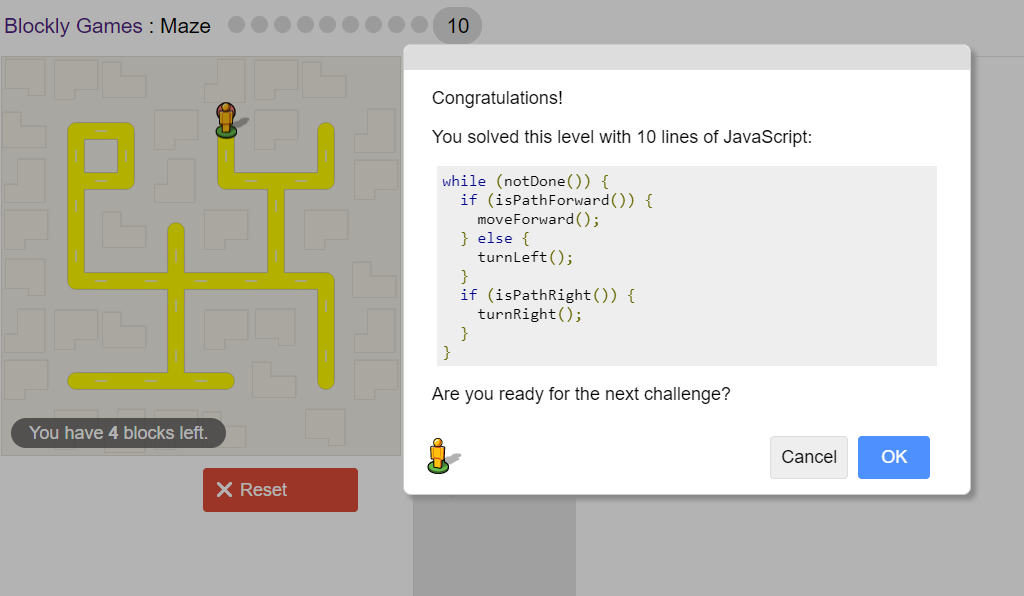 Blockly Games : Maze 10
Congratulations!
You solved this level with 10 lines of JavaScript:
while (notDone()) {
  if (isPathForward()) {
    moveForward();
  } else {
    turnLeft();
  }
  if (isPathRight()) {
    turnRight();
  }
}
Are you ready for the next challenge?
You have 4 blocks left.
Cancel OK
Reset